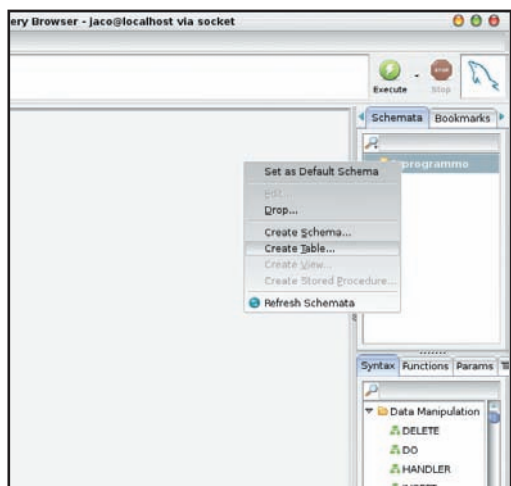 ery Browser - jaco@localhost via socket
Execute
Stop
Schemata Bookmarks
programmo
Set as Default Schema
Edit...
Drop...
Create Schema...
Create Table...
Create View...
Create Stored Procedure...
Refresh Schemata
Syntax Functions Params
Data Manipulation
DELETE
DO
HANDLER